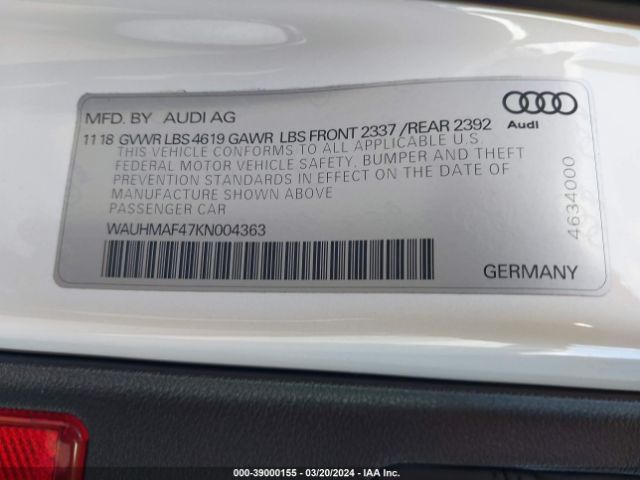 MFD. BY AUDI AG
11 18 GVWR LBS 4619 GAWR LBS FRONT 2337 /REAR 2392
THIS VEHICLE CONFORMS TO ALL APPLICABLE U.S.
FEDERAL MOTOR VEHICLE SAFETY, BUMPER AND THEFT
PREVENTION STANDARDS IN EFFECT ON THE DATE OF
MANUFACTURE SHOWN ABOVE
PASSENGER CAR
WAUHMAF47KN004363
Audi
4634000
GERMANY
000-39000155 - 03/20/2024 - IAA Inc.